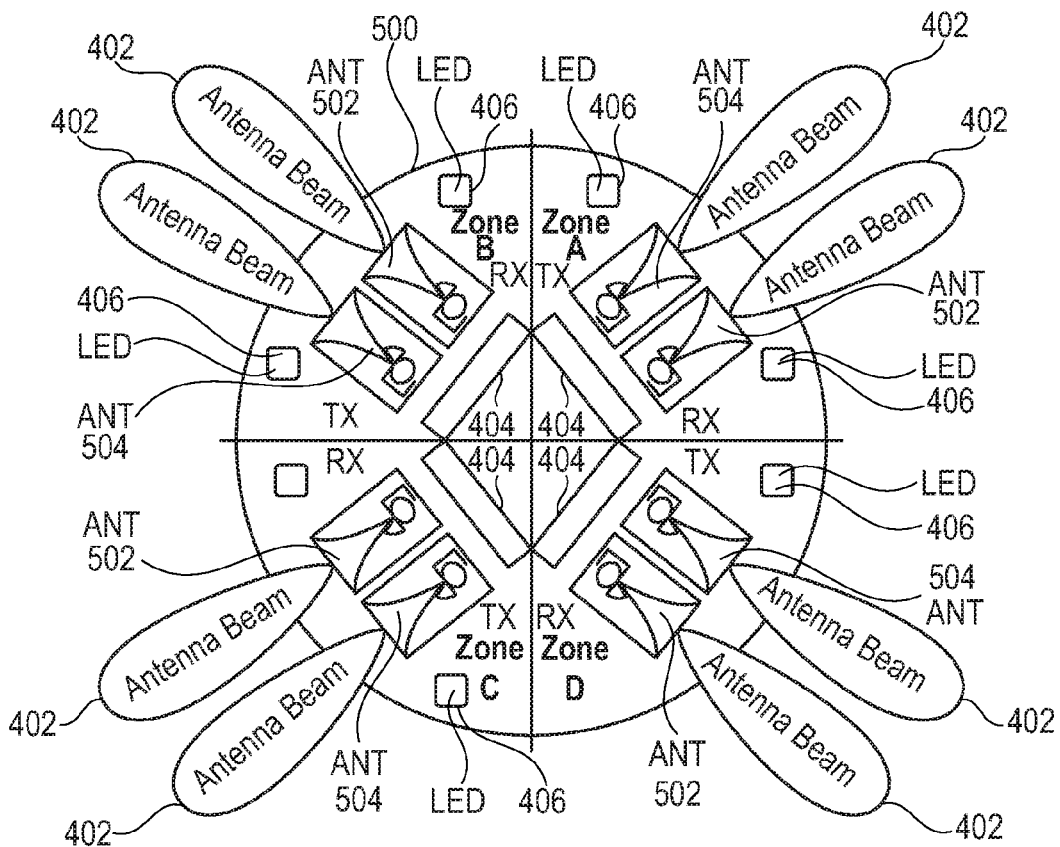 402
500
LED
LED
402
ANT
502
ANT
504
406
406
402
402
Antenna Beam
Antenna Beam
Antenna Beam
Antenna Beam
Zone
B
Zone
A
RX
TX
406
LED
ANT
502
LED
406
ANT
504
TX
404
404
RX
RX
404
404
TX
LED
406
ANT
502
504
ANT
TX
RX
Zone
C
Zone
D
Antenna Beam
Antenna Beam
Antenna Beam
Antenna Beam
402
402
ANT
504
LED
406
ANT
502
402
402